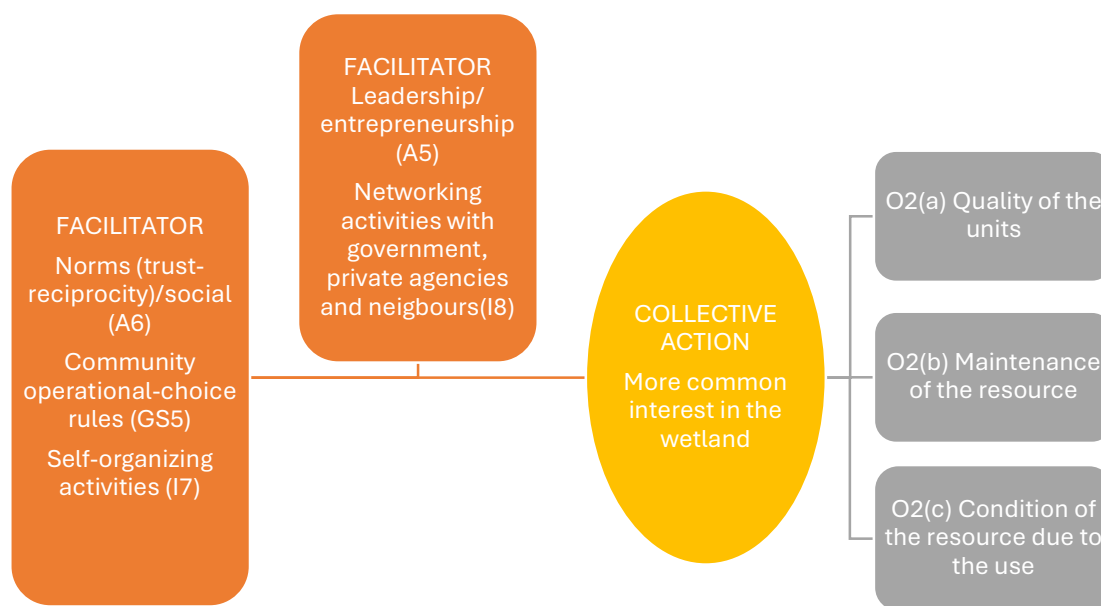 FACILITATOR
Norms (trust-
reciprocity)/social
(A6)
Community
operational-choice
rules (GS5)
Self-organizing
activities (I7)
FACILITATOR
Leadership/
entrepreneurship
(A5)
Networking
activities with
government,
private agencies
and neigbours(I8)
COLLECTIVE
ACTION
More common
interest in the
wetland
O2(a) Quality of the
units
O2(b) Maintenance
of the resource
O2(c) Condition of
the resource due to
the use